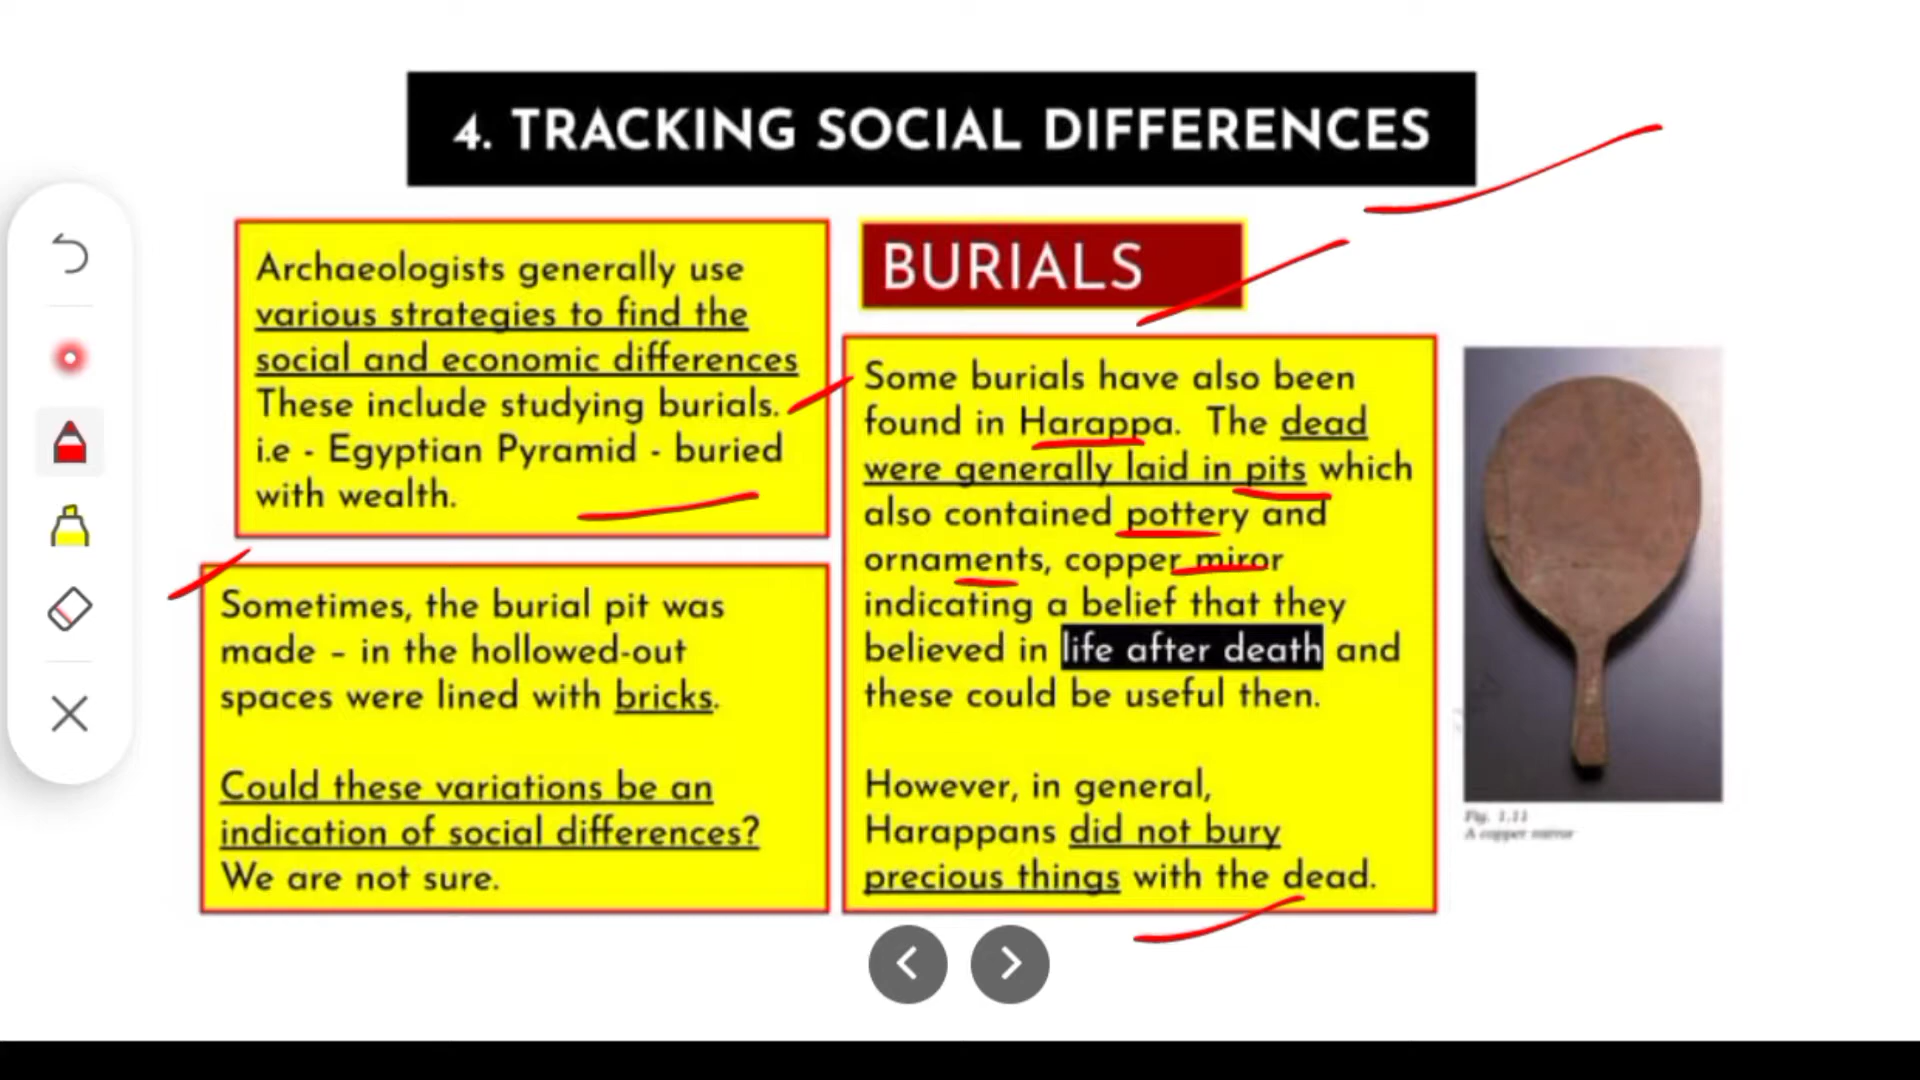 4. TRACKING SOCIAL DIFFERENCES
Archaeologists generally use
various strategies to find the
social and economic differences
These include studying burials.
i.e - Egyptian Pyramid - buried
with wealth.
Sometimes, the burial pit was
made – in the hollowed-out
spaces were lined with bricks.
Could these variations be an
indication of social differences?
We are not sure.
BURIALS
Some burials have also been
found in Harappa. The dead
were generally laid in pits which
also contained pottery and
ornaments, copper miror
indicating a belief that they
believed in life after death and
these could be useful then.
However, in general,
Harappans did not bury
precious things with the dead.
Fig. 1.11
A copper mirror